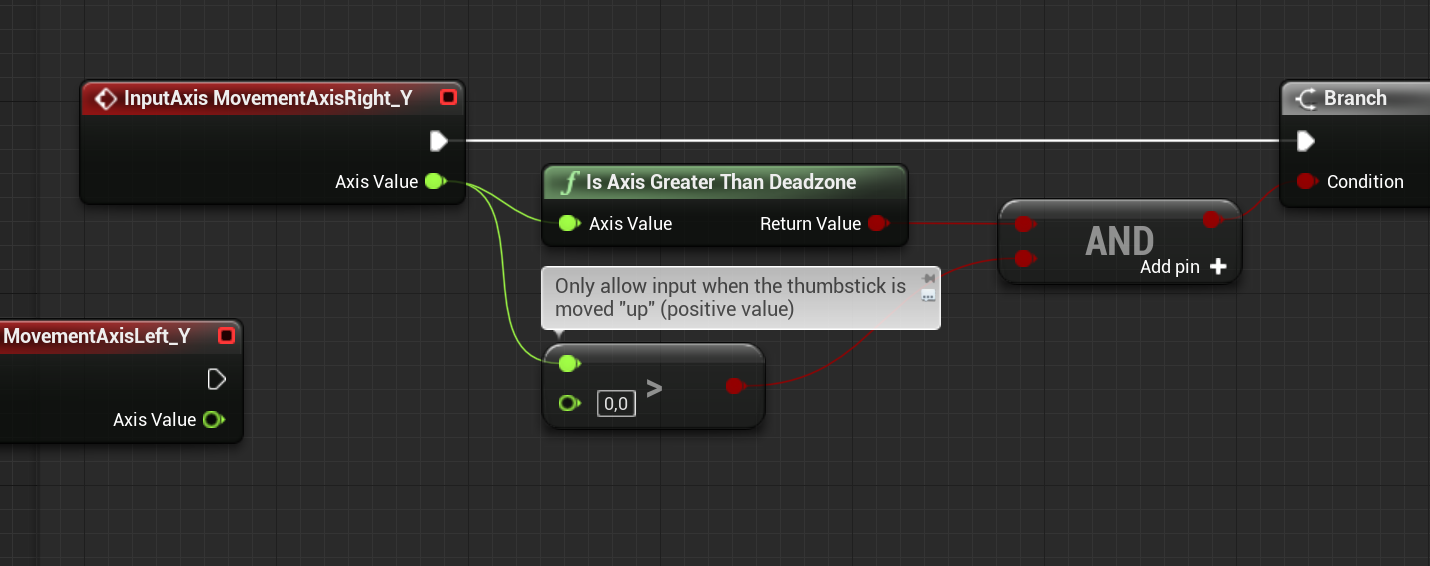 InputAxis MovementAxisRight_Y
Axis Value
Branch
Condition
ƒ Is Axis Greater Than Deadzone
Axis Value Return Value
AND
Add pin
Only allow input when the thumbstick is
moved "up" (positive value)
MovementAxisLeft_Y
Axis Value
0,0 >